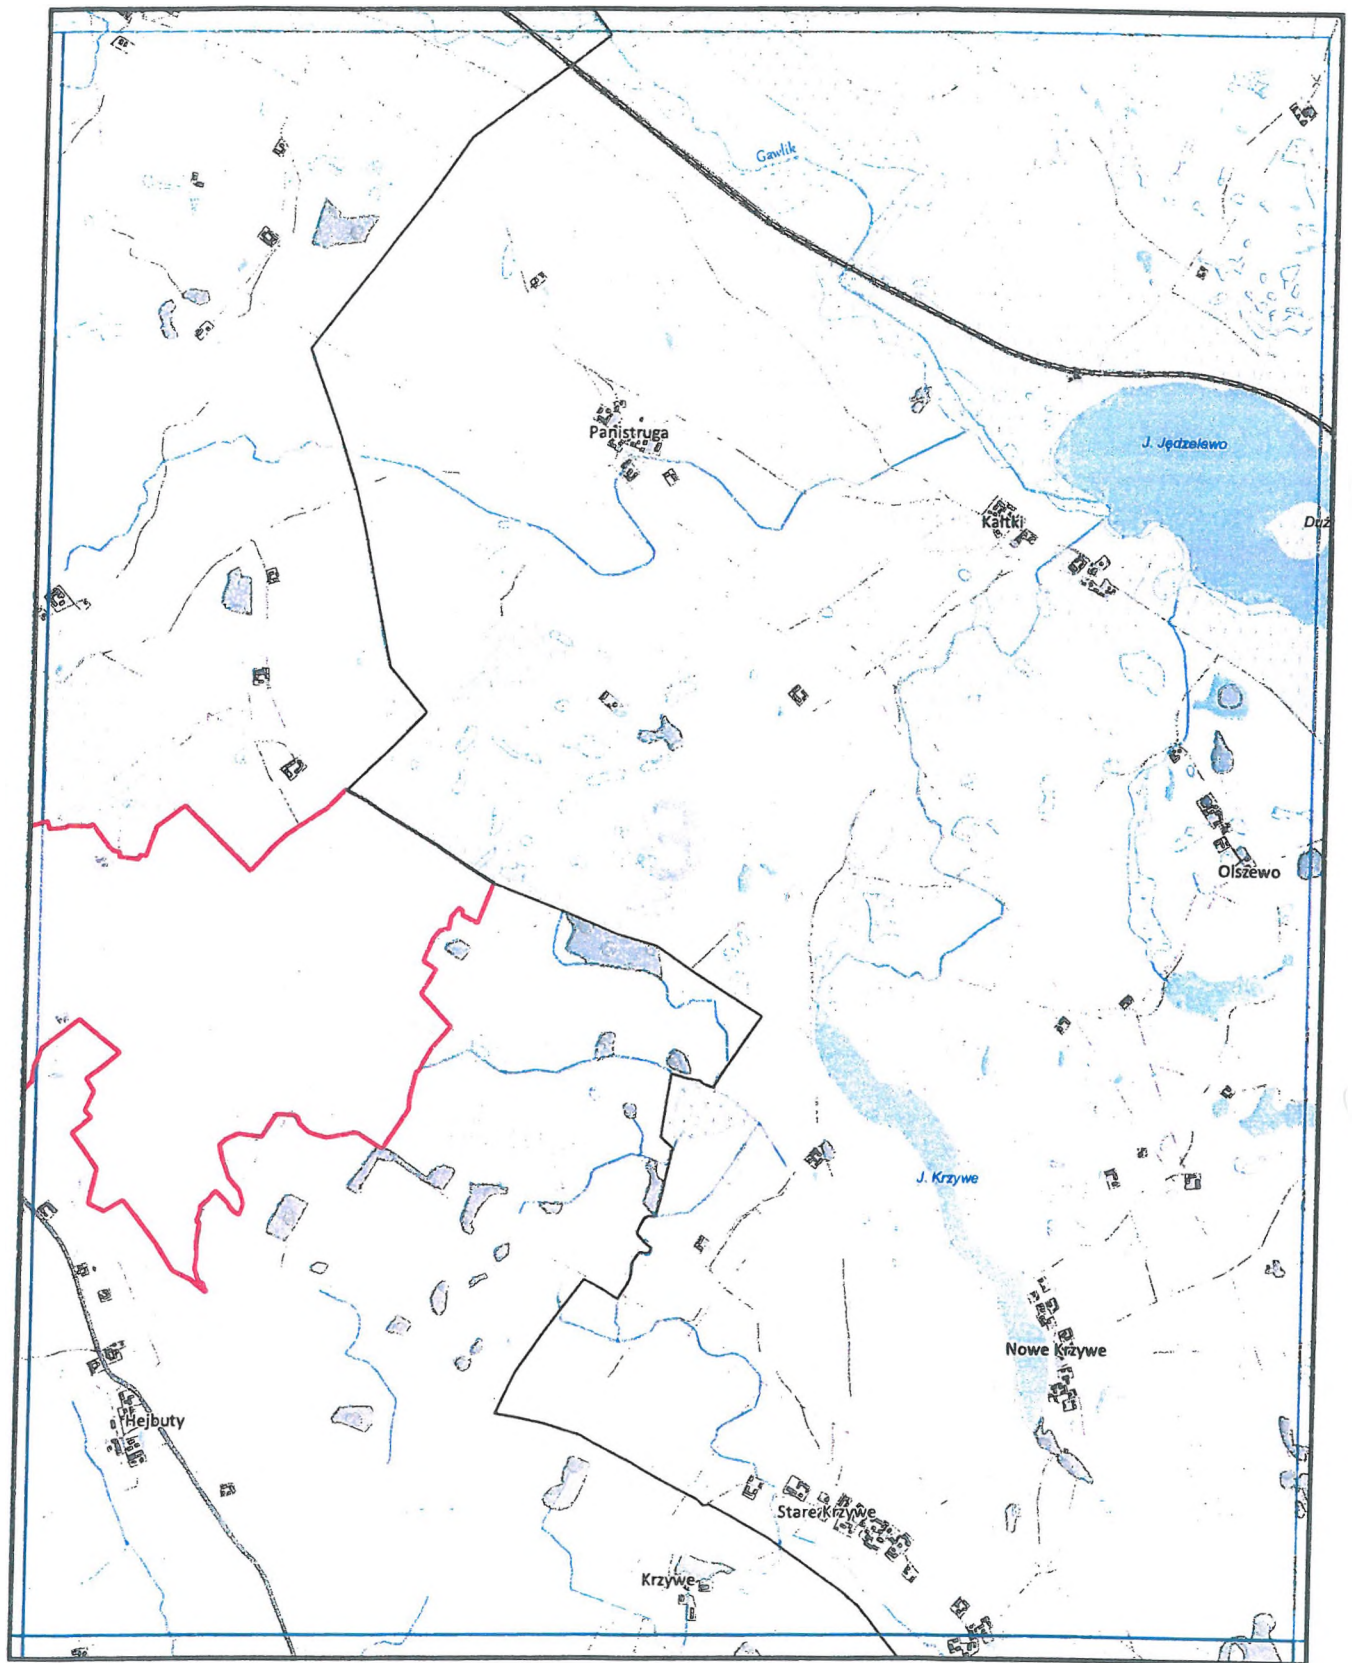 Gawlik
Panistruga
J. Jędzelewo
Kałtki
Duż
Olszewo
J. Krzywe
Nowe Krzywe
Hejbuty
Stare Krzywe
Krzywe